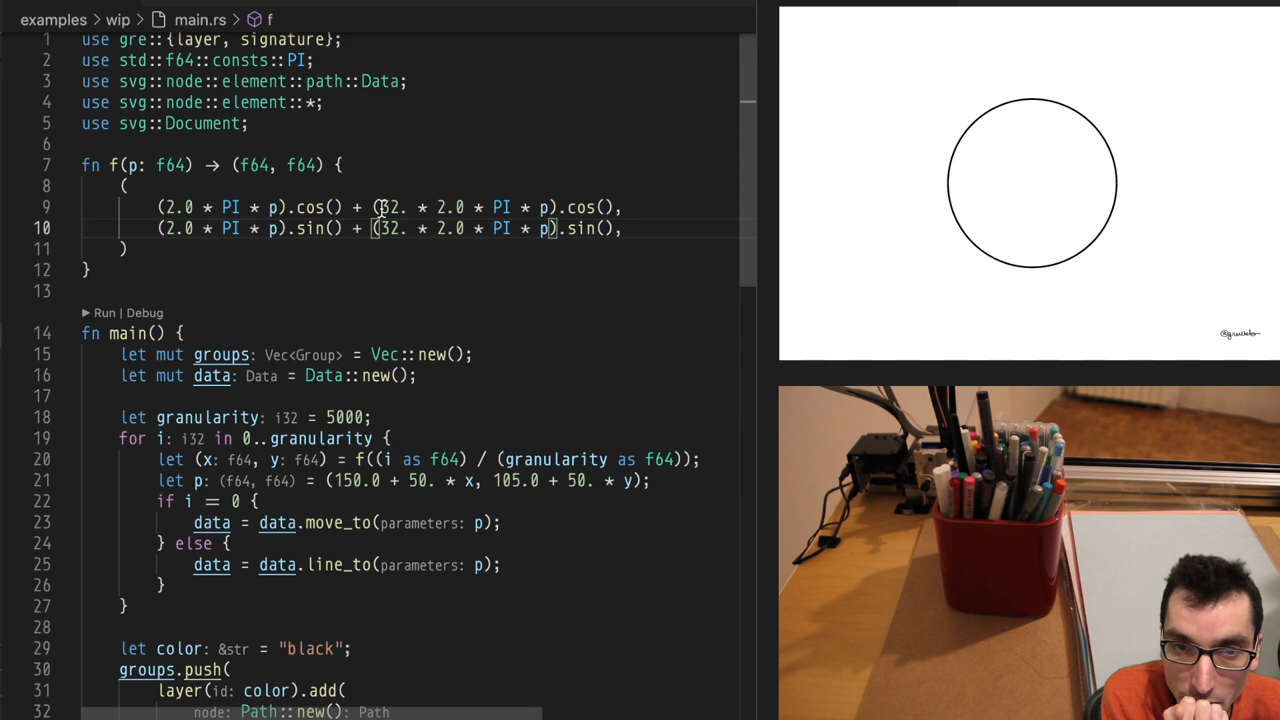 examples › wip › main.rs › f
1 use gre::{layer, signature};
2 use std::f64::consts::PI;
3 use svg::node::element::path::Data;
4 use svg::node::element::*;
5 use svg::Document;
6
7 fn f(p: f64) → (f64, f64) {
8 (
9 (2.0 * PI * p).cos() + (32. * 2.0 * PI * p).cos(),
10 (2.0 * PI * p).sin() + (32. * 2.0 * PI * p).sin(),
11 )
12 }
13
▶ Run | Debug
14 fn main() {
15 let mut groups: Vec<Group> = Vec::new();
16 let mut data: Data = Data::new();
17
18 let granularity: i32 = 5000;
19 for i: i32 in 0..granularity {
20 let (x: f64, y: f64) = f((i as f64) / (granularity as f64));
21 let p: (f64, f64) = (150.0 + 50. * x, 105.0 + 50. * y);
22 if i == 0 {
23 data = data.move_to(parameters: p);
24 } else {
25 data = data.line_to(parameters: p);
26 }
27 }
28
29 let color: &str = "black";
30 groups.push(
31 layer(id: color).add(
32 node: Path::new(): Path